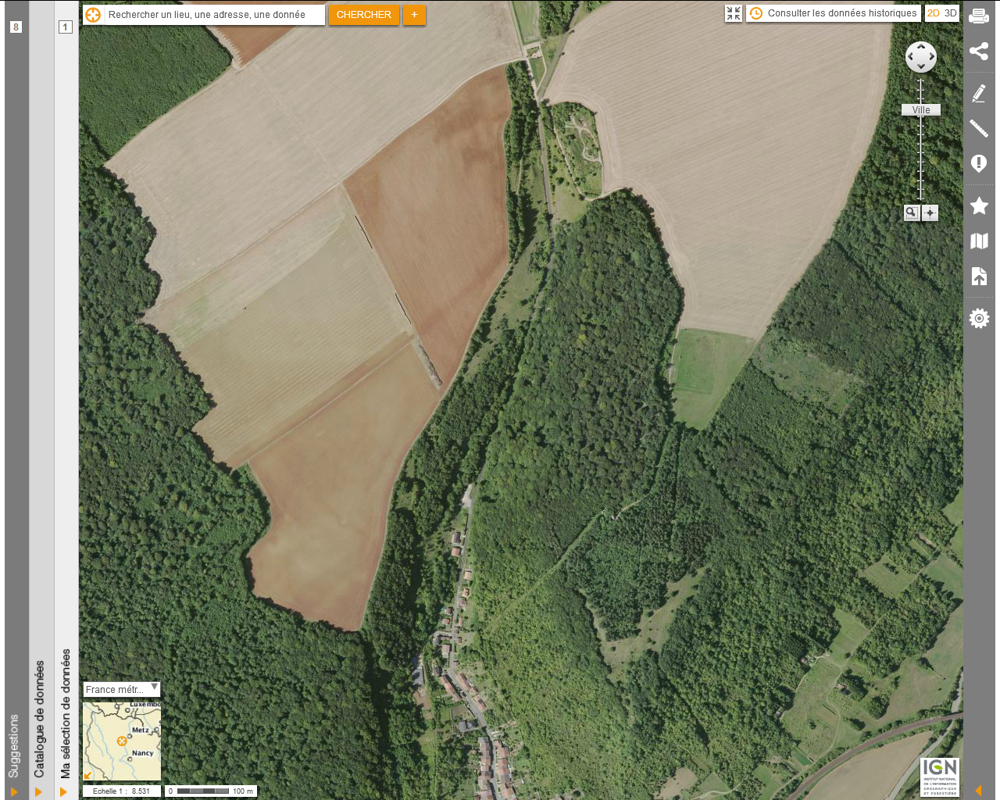 Rechercher un lieu, une adresse, une donnée
CHERCHER
+
Consulter les données historiques
2D 3D
8
1
Ville
Suggestions
Catalogue de données
Ma sélection de données
France métr...
Luxembo
Metz
Nancy
Echelle 1 : 8.531
0 100 m
IGN
INSTITUT NATIONAL
DE L'INFORMATION
GÉOGRAPHIQUE
ET FORESTIÈRE